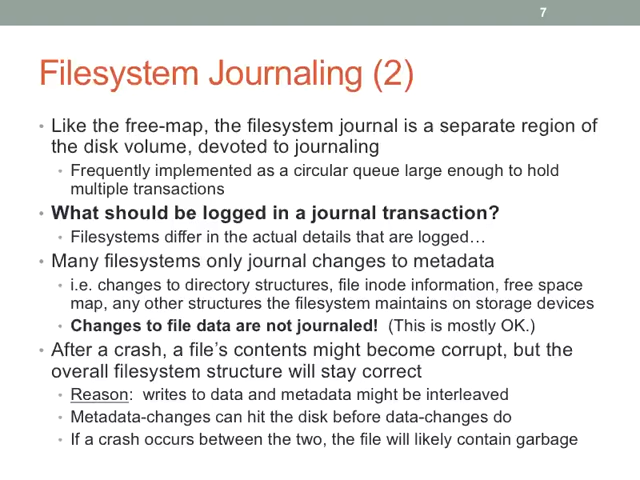 7
Filesystem Journaling (2)
• Like the free-map, the filesystem journal is a separate region of
the disk volume, devoted to journaling
• Frequently implemented as a circular queue large enough to hold
multiple transactions
• What should be logged in a journal transaction?
• Filesystems differ in the actual details that are logged…
• Many filesystems only journal changes to metadata
• i.e. changes to directory structures, file inode information, free space
map, any other structures the filesystem maintains on storage devices
• Changes to file data are not journaled! (This is mostly OK.)
• After a crash, a file's contents might become corrupt, but the
overall filesystem structure will stay correct
• Reason: writes to data and metadata might be interleaved
• Metadata-changes can hit the disk before data-changes do
• If a crash occurs between the two, the file will likely contain garbage